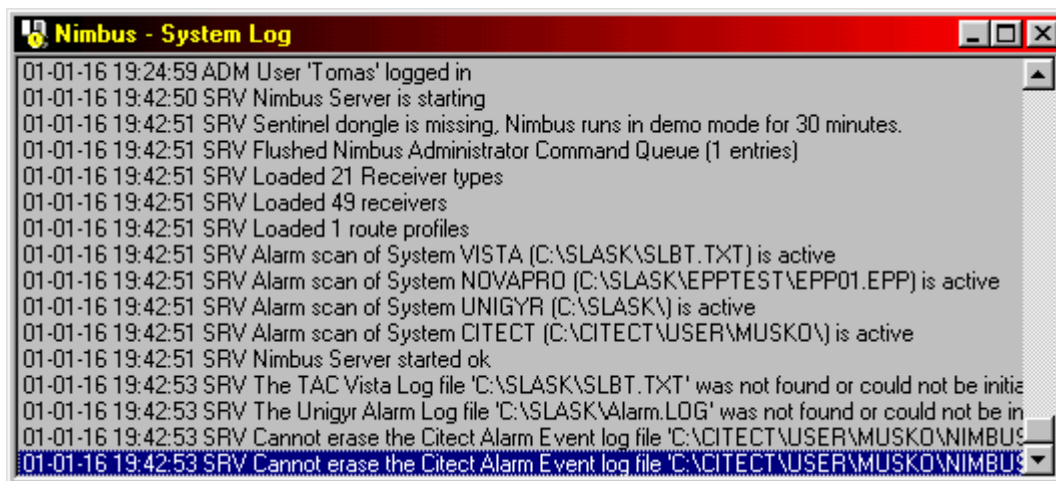 Nimbus - System Log
01-01-16 19:24:59 ADM User 'Tomas' logged in
01-01-16 19:42:50 SRV Nimbus Server is starting
01-01-16 19:42:51 SRV Sentinel dongle is missing, Nimbus runs in demo mode for 30 minutes.
01-01-16 19:42:51 SRV Flushed Nimbus Administrator Command Queue (1 entries)
01-01-16 19:42:51 SRV Loaded 21 Receiver types
01-01-16 19:42:51 SRV Loaded 49 receivers
01-01-16 19:42:51 SRV Loaded 1 route profiles
01-01-16 19:42:51 SRV Alarm scan of System VISTA (C:\SLASK\SLBT.TXT) is active
01-01-16 19:42:51 SRV Alarm scan of System NOVAPRO (C:\SLASK\EPPTEST\EPP01.EPP) is active
01-01-16 19:42:51 SRV Alarm scan of System UNIGYR (C:\SLASK\) is active
01-01-16 19:42:51 SRV Alarm scan of System CITECT (C:\CITECT\USER\MUSKO\) is active
01-01-16 19:42:51 SRV Nimbus Server started ok
01-01-16 19:42:53 SRV The TAC Vista Log file 'C:\SLASK\SLBT.TXT' was not found or could not be initia
01-01-16 19:42:53 SRV The Unigyr Alarm Log file 'C:\SLASK\Alarm.LOG' was not found or could not be in
01-01-16 19:42:53 SRV Cannot erase the Citect Alarm Event log file 'C:\CITECT\USER\MUSKO\NIMBUS
01-01-16 19:42:53 SRV Cannot erase the Citect Alarm Event log file 'C:\CITECT\USER\MUSKO\NIMBUS